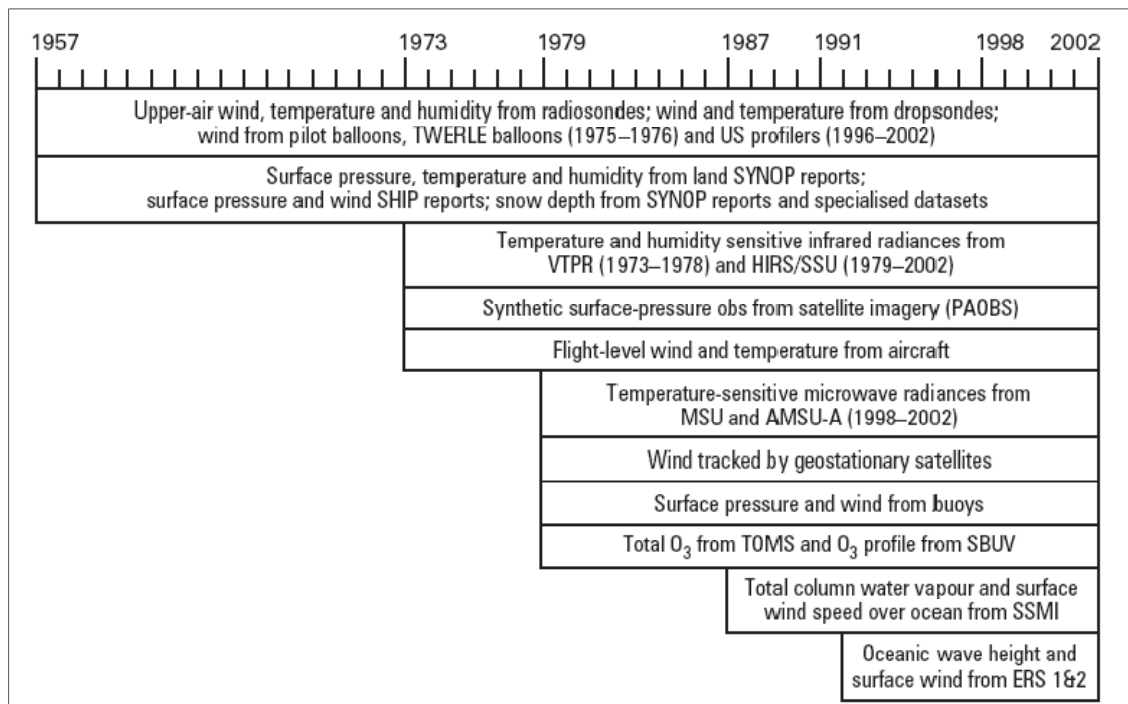 1957 1973 1979 1987 1991 1998 2002
Upper-air wind, temperature and humidity from radiosondes; wind and temperature from dropsondes;
wind from pilot balloons, TWERLE balloons (1975–1976) and US profilers (1996–2002)
Surface pressure, temperature and humidity from land SYNOP reports;
surface pressure and wind SHIP reports; snow depth from SYNOP reports and specialised datasets
Temperature and humidity sensitive infrared radiances from
VTPR (1973–1978) and HIRS/SSU (1979–2002)
Synthetic surface-pressure obs from satellite imagery (PAOBS)
Flight-level wind and temperature from aircraft
Temperature-sensitive microwave radiances from
MSU and AMSU-A (1998–2002)
Wind tracked by geostationary satellites
Surface pressure and wind from buoys
Total O₃ from TOMS and O₃ profile from SBUV
Total column water vapour and surface
wind speed over ocean from SSMI
Oceanic wave height and
surface wind from ERS 1&2